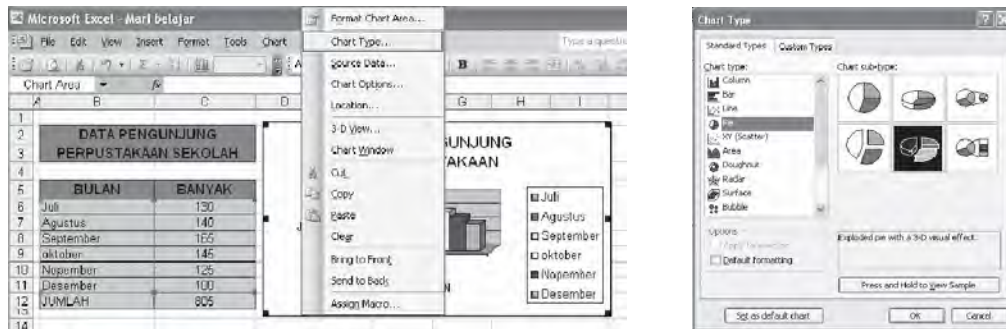 Microsoft Excel - Mari belajar
File Edit View Insert Format Tools Chart
Type a questio
Chart Area
B
C
D
G
H
I
1
2 DATA PENGUNJUNG
3 PERPUSTAKAAN SEKOLAH
4
5 BULAN BANYAK
6 Juli 130
7 Agustus 140
8 September 165
9 oktober 145
10 Nopember 125
11 Desember 100
12 JUMLAH 805
13
14
Format Chart Area...
Chart Type...
Source Data...
Chart Options...
Location...
3-D View...
Chart Window
Cut
Copy
Paste
Clear
Bring to Front
Send to Back
Assign Macro...
UNJUNG
AKAAN
Juli
Agustus
September
oktober
Nopember
Desember
Chart Type
Standard Types Custom Types
Chart type:
Column
Bar
Line
Pie
XY (Scatter)
Area
Doughnut
Radar
Surface
Bubble
Chart sub-type:
Options
Default formatting
Exploded pie with a 3-D visual effect.
Press and Hold to View Sample
Set as default chart
OK
Cancel